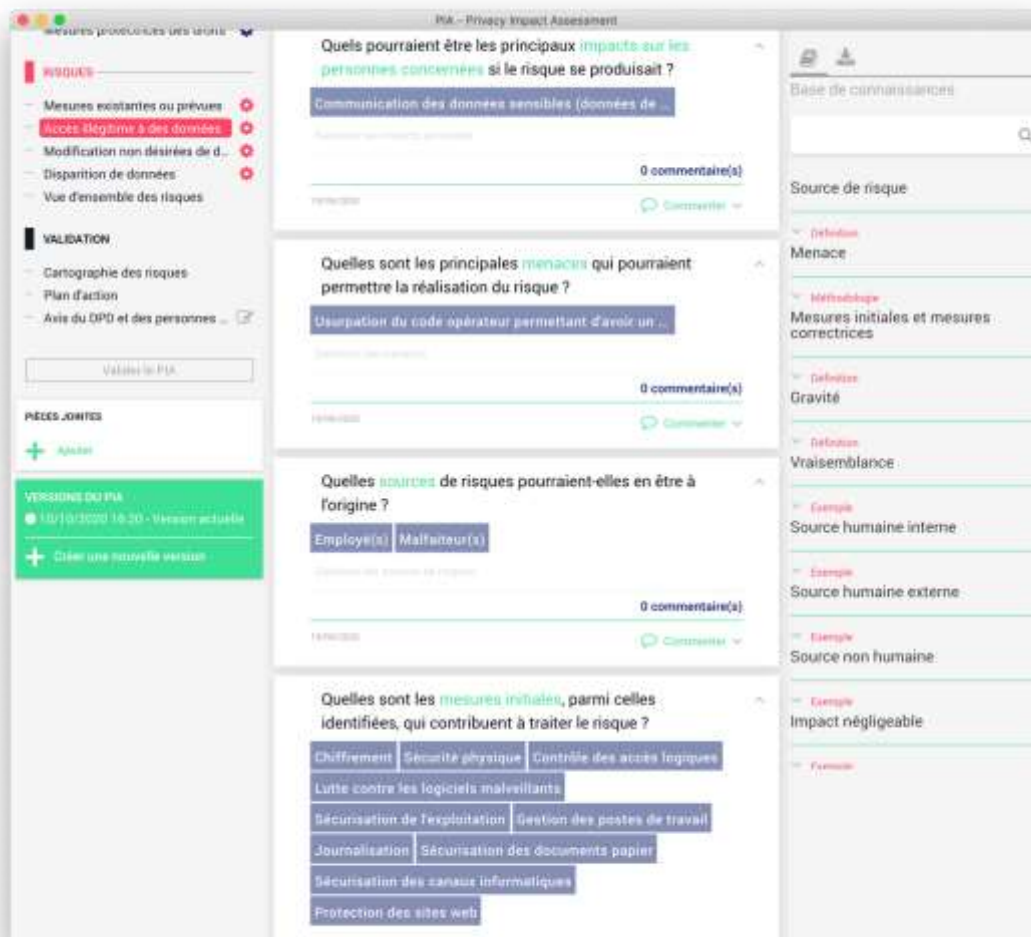 PIA - Privacy Impact Assessment
Mesures protectrices des droits
RISQUES
Mesures existantes ou prévues
Accès illégitime à des données
Modification non désirées de d...
Disparition de données
Vue d'ensemble des risques
VALIDATION
Cartographie des risques
Plan d'action
Avis du DPD et des personnes ...
Valider le PIA
PIÈCES JOINTES
Ajouter
VERSIONS DU PIA
10/10/2020 16:20 - Version actuelle
Créer une nouvelle version
Quels pourraient être les principaux impacts sur les
personnes concernées si le risque se produisait ?
Communication des données sensibles (données de ...
0 commentaire(s)
Commenter
Quelles sont les principales menaces qui pourraient
permettre la réalisation du risque ?
Usurpation du code opérateur permettant d'avoir un ...
0 commentaire(s)
Commenter
Quelles sources de risques pourraient-elles en être à
l'origine ?
Employé(s) Malfaiteur(s)
0 commentaire(s)
Commenter
Quelles sont les mesures initiales, parmi celles
identifiées, qui contribuent à traiter le risque ?
Chiffrement Sécurité physique Contrôle des accès logiques
Lutte contre les logiciels malveillants
Sécurisation de l'exploitation Gestion des postes de travail
Journalisation Sécurisation des documents papier
Sécurisation des canaux informatiques
Protection des sites web
Base de connaissances
Source de risque
Définition
Menace
Méthodologie
Mesures initiales et mesures
correctrices
Définition
Gravité
Définition
Vraisemblance
Exemple
Source humaine interne
Exemple
Source humaine externe
Exemple
Source non humaine
Exemple
Impact négligeable
Exemple